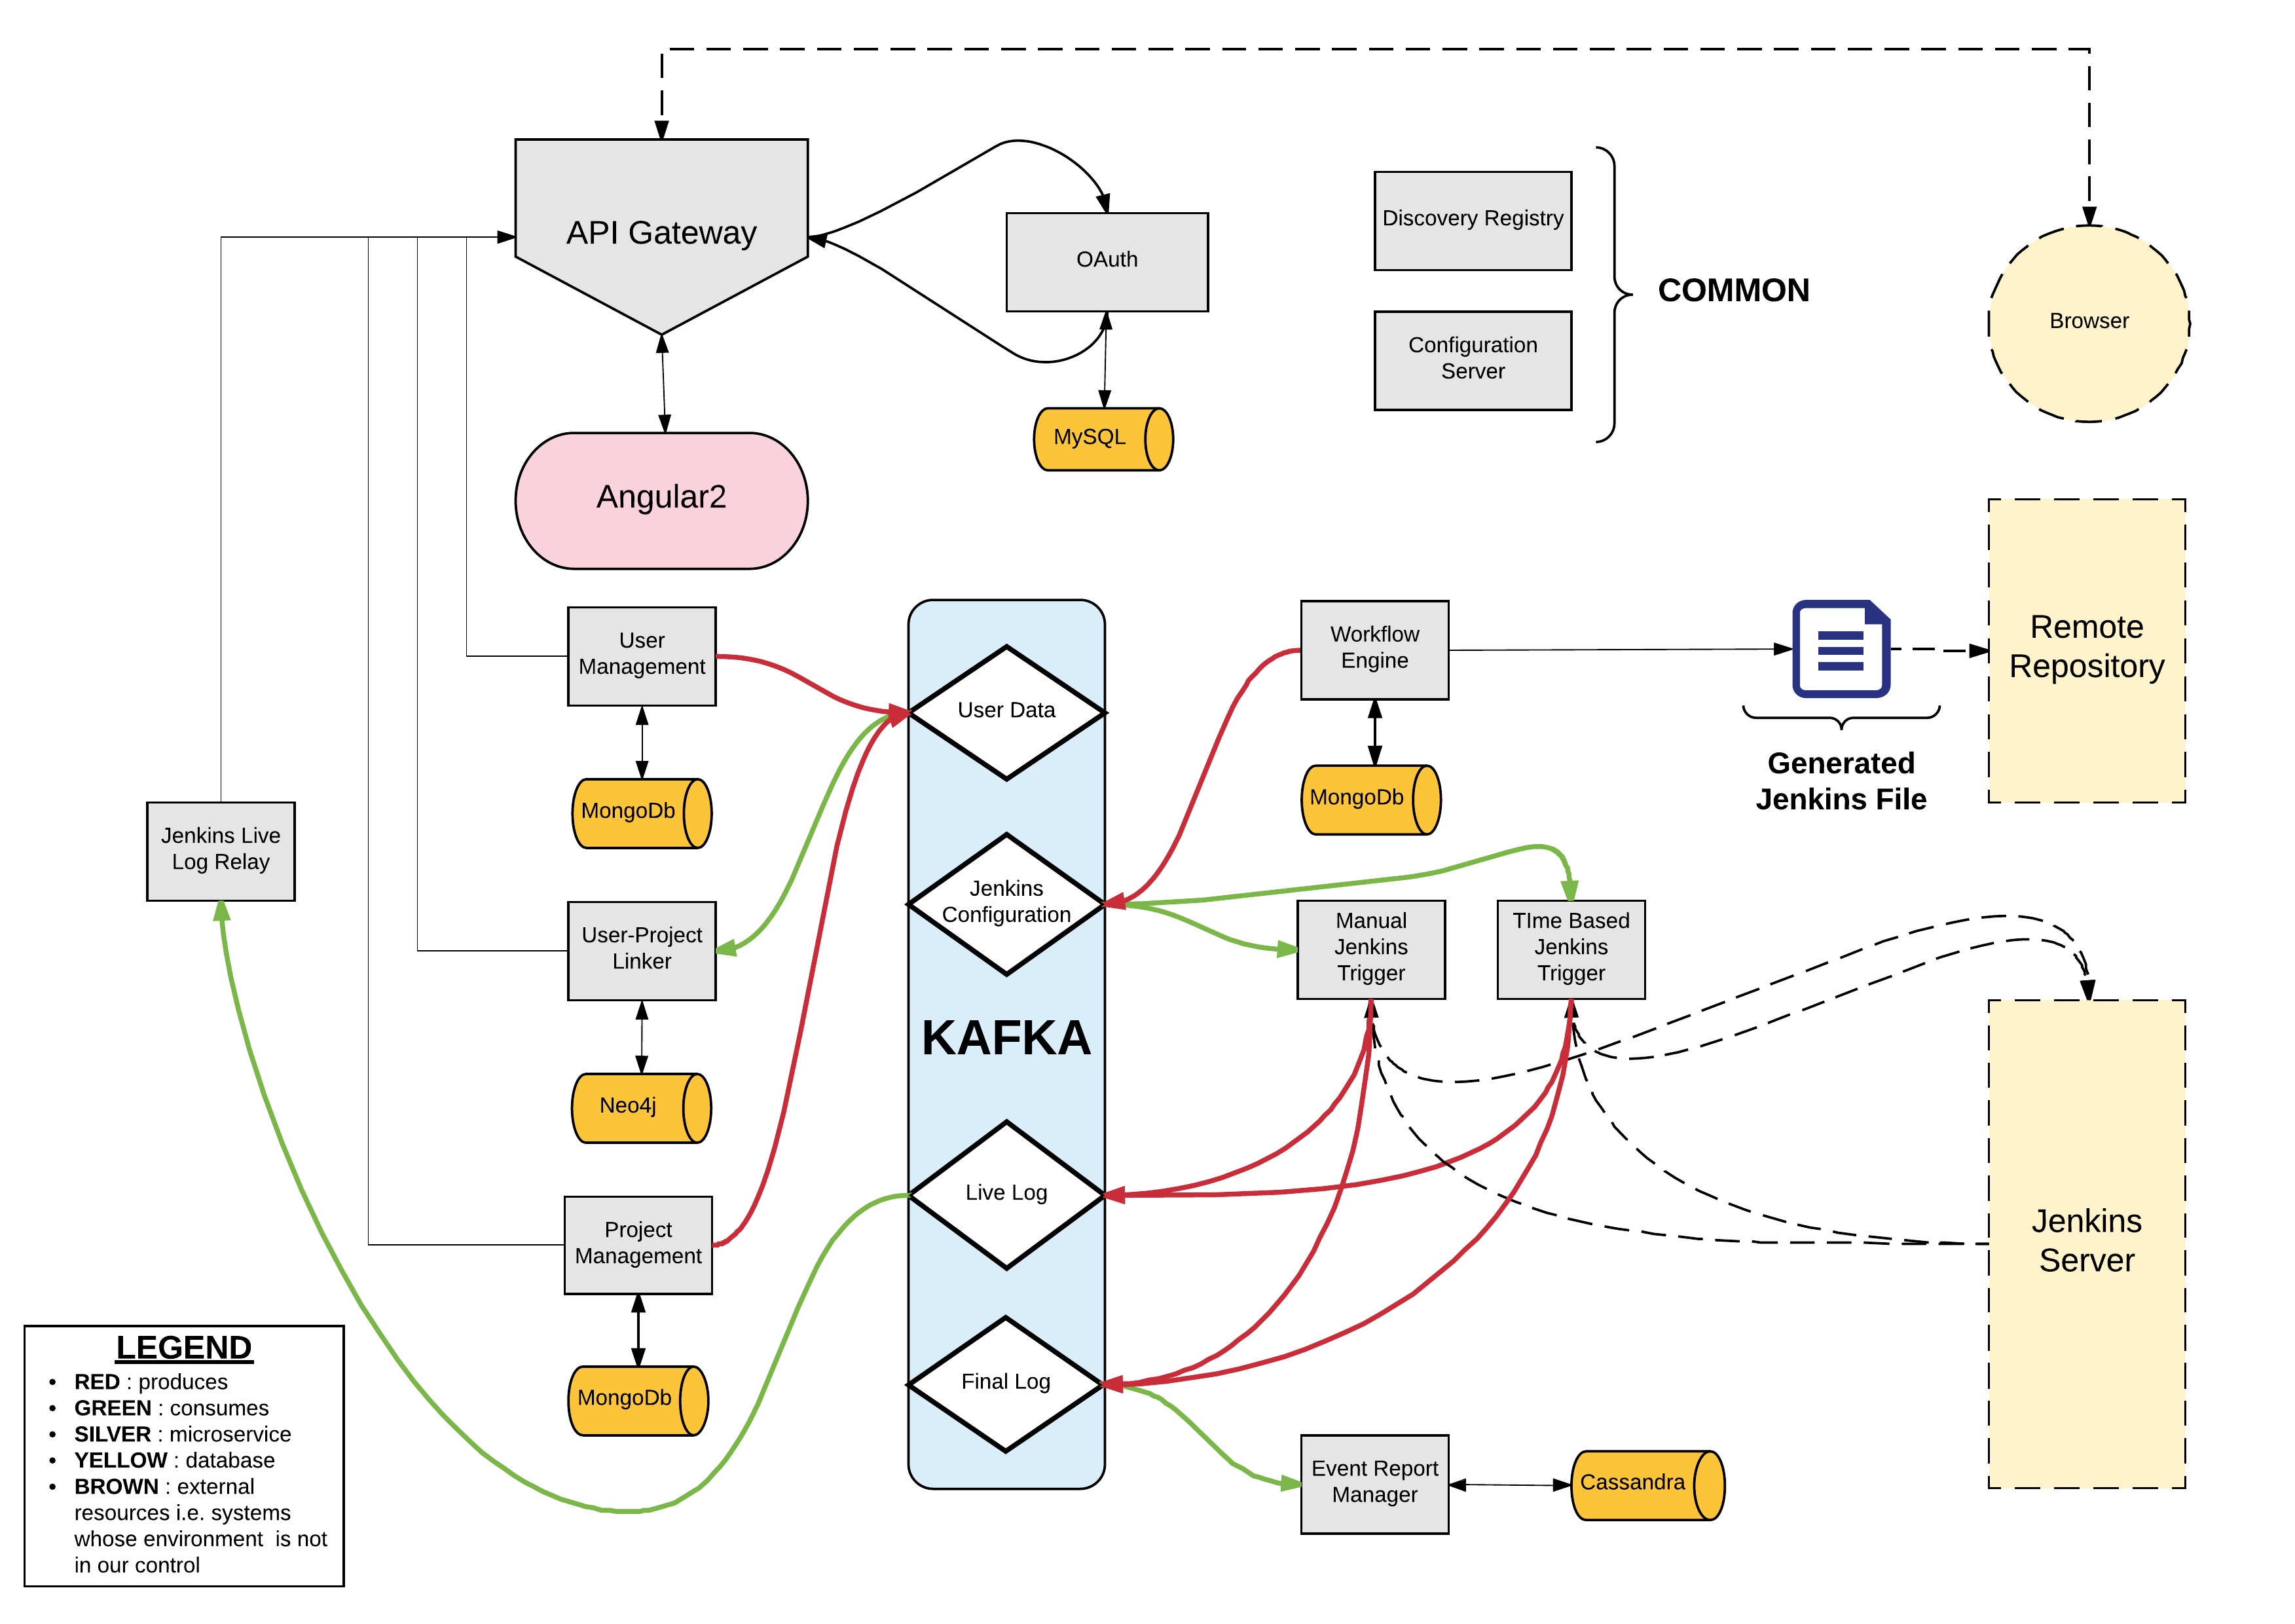 API Gateway
OAuth
Discovery Registry
Configuration
Server
COMMON
Browser
MySQL
Angular2
User
Management
MongoDb
User Data
Workflow
Engine
MongoDb
Generated
Jenkins File
Remote
Repository
Jenkins Live
Log Relay
User-Project
Linker
Neo4j
Jenkins
Configuration
Manual
Jenkins
Trigger
TIme Based
Jenkins
Trigger
KAFKA
Project
Management
MongoDb
Live Log
Jenkins
Server
Final Log
Event Report
Manager
Cassandra
LEGEND
• RED : produces
• GREEN : consumes
• SILVER : microservice
• YELLOW : database
• BROWN : external
resources i.e. systems
whose environment  is not
in our control